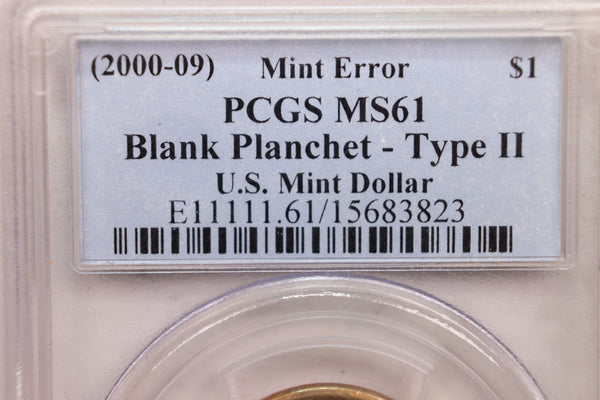 (2000-09) Mint Error $1
PCGS MS61
Blank Planchet - Type II
U.S. Mint Dollar
E11111.61/15683823